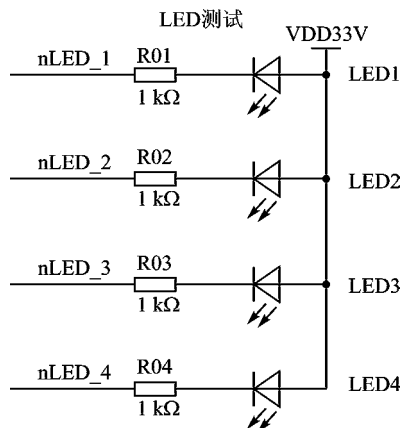 LED测试
VDD33V
nLED_1 R01 LED1
1 kΩ
nLED_2 R02 LED2
1 kΩ
nLED_3 R03 LED3
1 kΩ
nLED_4 R04 LED4
1 kΩ